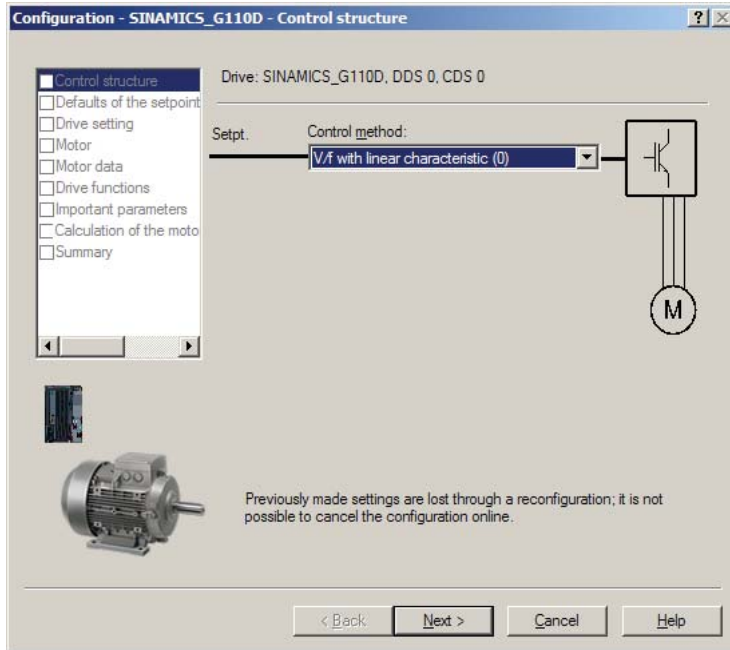 Configuration - SINAMICS_G110D - Control structure
?
Control structure
Defaults of the setpoint
Drive setting
Motor
Motor data
Drive functions
Important parameters
Calculation of the moto
Summary
Drive: SINAMICS_G110D, DDS 0, CDS 0
Setpt.
Control method:
V/f with linear characteristic (0)
M
Previously made settings are lost through a reconfiguration; it is not
possible to cancel the configuration online.
< Back
Next >
Cancel
Help